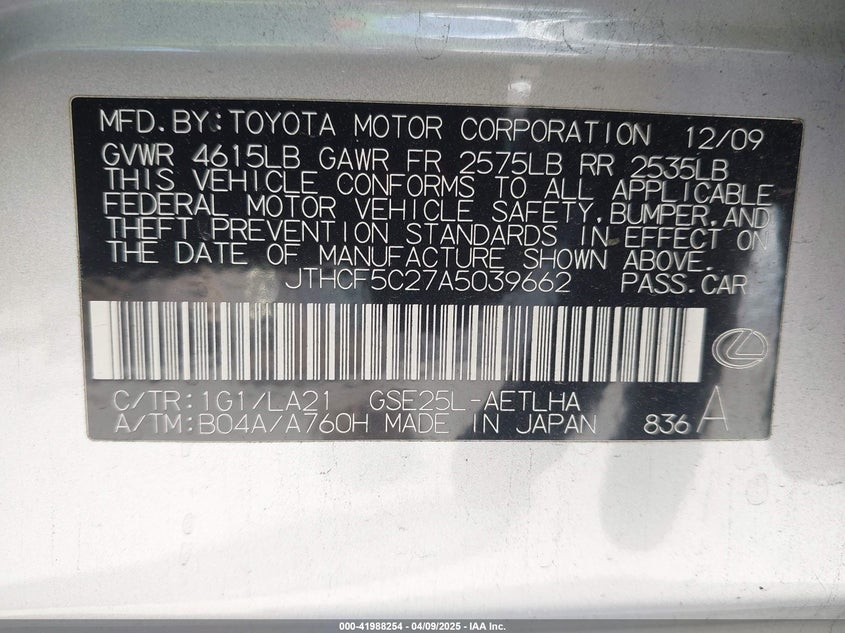 MFD.BY:TOYOTA MOTOR CORPORATION 12/09
GVWR 4615LB GAWR FR 2575LB RR 2535LB
THIS VEHICLE CONFORMS TO ALL APPLICABLE
FEDERAL MOTOR VEHICLE SAFETY,BUMPER,AND
THEFT PREVENTION STANDARDS IN EFFECT ON
THE DATE OF MANUFACTURE SHOWN ABOVE.
JTHCF5C27A5039662 PASS.CAR
C/TR:1G1/LA21 GSE25L-AETLHA
A/TM:B04A/A760H MADE IN JAPAN 836 A
000-41988254 | 04/09/2025 - IAA Inc.